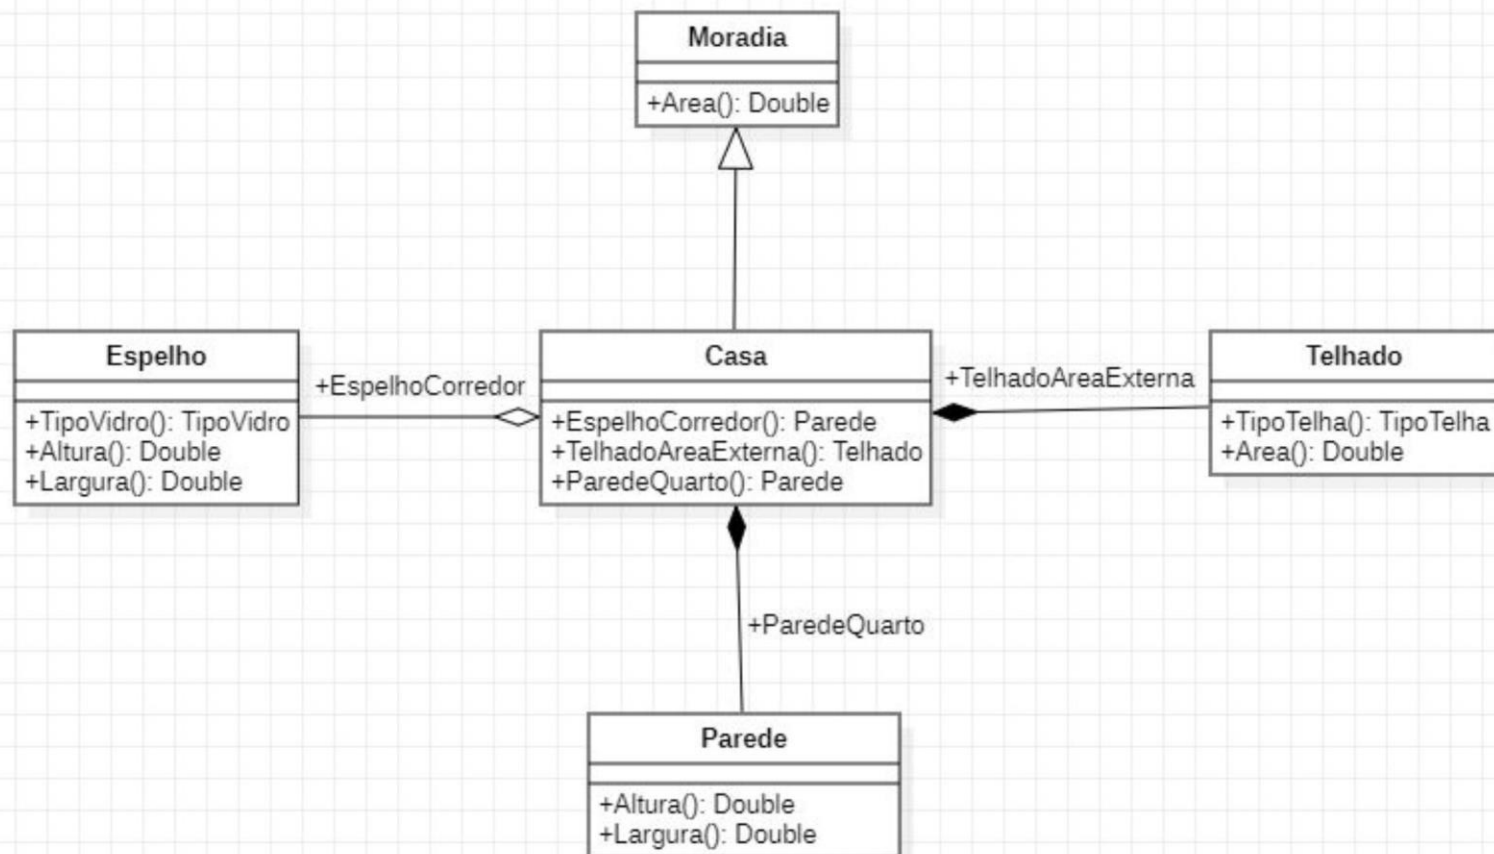 Moradia
+Area(): Double
Espelho
+TipoVidro(): TipoVidro
+Altura(): Double
+Largura(): Double
+EspelhoCorredor
Casa
+EspelhoCorredor(): Parede
+TelhadoAreaExterna(): Telhado
+ParedeQuarto(): Parede
+TelhadoAreaExterna
Telhado
+TipoTelha(): TipoTelha
+Area(): Double
+ParedeQuarto
Parede
+Altura(): Double
+Largura(): Double